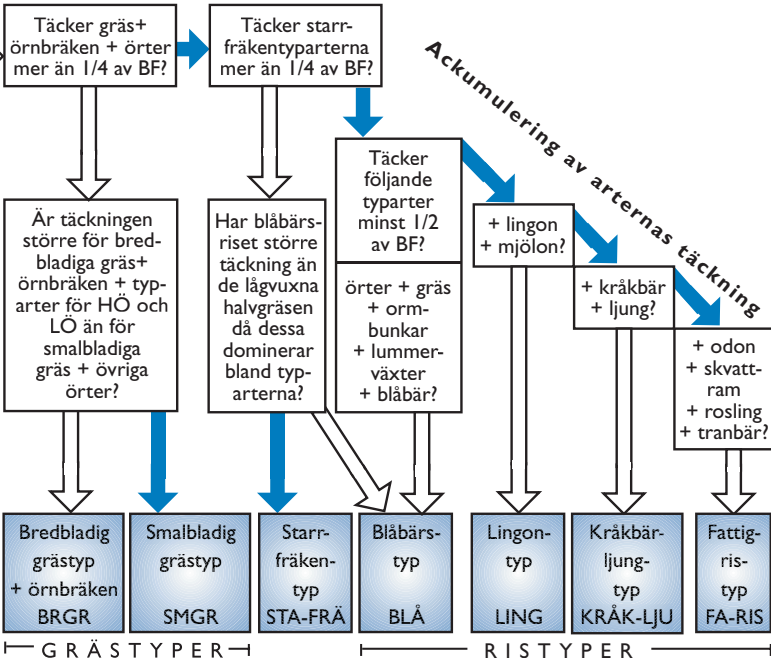 Täcker gräs+
örnbräken + örter
mer än 1/4 av BF?
Täcker starr-
fräkentyparterna
mer än 1/4 av BF?
Ackumulering av arternas täckning
Täcker
följande
typarter
minst 1/2
av BF?
örter + gräs
+ orm-
bunkar
+ lummer-
växter
+ blåbär?
+ lingon
+ mjölon?
+ kråkbär
+ ljung?
+ odon
+ skvatt-
ram
+ rosling
+ tranbär?
Är täckningen
större för bred-
bladiga gräs+
örnbräken + typ-
arter för HÖ och
LÖ än för
smalbladiga
gräs + övriga
örter?
Har blåbärs-
riset större
täckning än
de lågvuxna
halvgräsen
då dessa
dominerar
bland typ-
arterna?
Bredbladig
grästyp
+ örnbräken
BRGR
Smalbladig
grästyp
SMGR
Starr-
fräken-
typ
STA-FRÄ
Blåbärs-
typ
BLÅ
Lingon-
typ
LING
Kråkbär-
ljung-
typ
KRÅK-LJU
Fattig-
ris-
typ
FA-RIS
GRÄSTYPER
RISTYPER